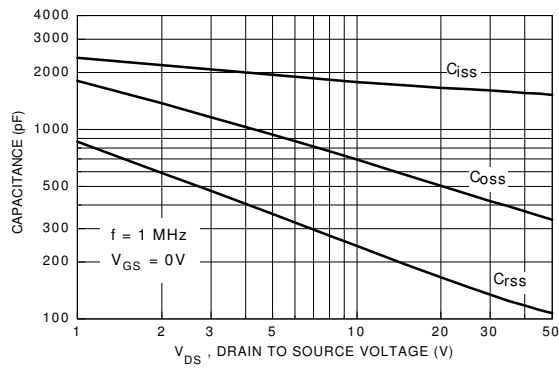 4000
3000
2000
1000
500
300
200
100
CAPACITANCE (pF)
Ciss
Coss
Crss
f = 1 MHz
VGS = 0V
1 2 3 5 10 20 30 50
VDS , DRAIN TO SOURCE VOLTAGE (V)